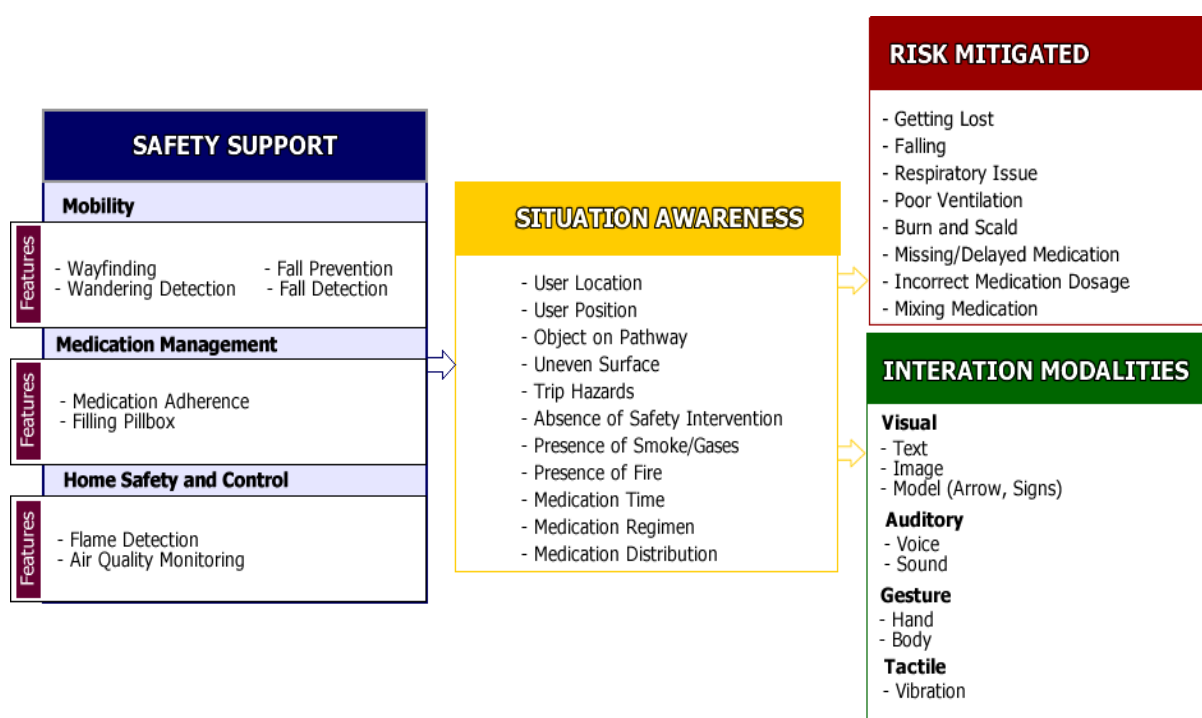 SAFETY SUPPORT
Mobility
Features
- Wayfinding
- Wandering Detection
- Fall Prevention
- Fall Detection
Medication Management
Features
- Medication Adherence
- Filling Pillbox
Home Safety and Control
Features
- Flame Detection
- Air Quality Monitoring
SITUATION AWARENESS
- User Location
- User Position
- Object on Pathway
- Uneven Surface
- Trip Hazards
- Absence of Safety Intervention
- Presence of Smoke/Gases
- Presence of Fire
- Medication Time
- Medication Regimen
- Medication Distribution
RISK MITIGATED
- Getting Lost
- Falling
- Respiratory Issue
- Poor Ventilation
- Burn and Scald
- Missing/Delayed Medication
- Incorrect Medication Dosage
- Mixing Medication
INTERATION MODALITIES
Visual
- Text
- Image
- Model (Arrow, Signs)
Auditory
- Voice
- Sound
Gesture
- Hand
- Body
Tactile
- Vibration